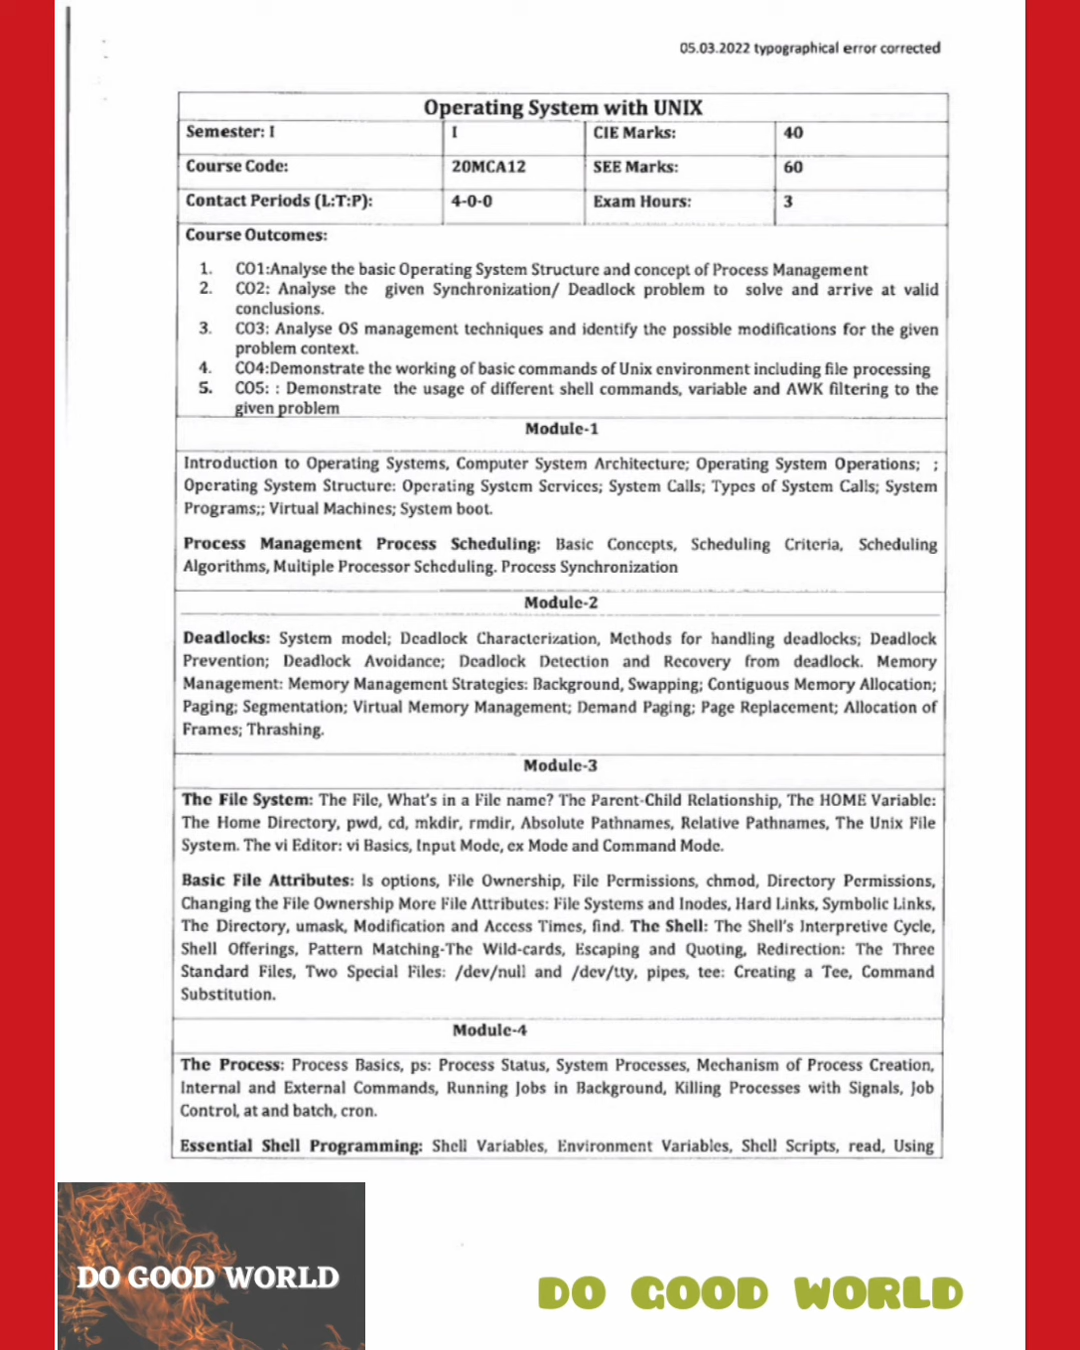 05.03.2022 typographical error corrected
Operating System with UNIX
Semester: I I CIE Marks: 40
Course Code: 20MCA12 SEE Marks: 60
Contact Periods (L:T:P): 4-0-0 Exam Hours: 3
Course Outcomes:
1. CO1:Analyse the basic Operating System Structure and concept of Process Management
2. CO2: Analyse the given Synchronization/ Deadlock problem to solve and arrive at valid
conclusions.
3. CO3: Analyse OS management techniques and identify the possible modifications for the given
problem context.
4. CO4:Demonstrate the working of basic commands of Unix environment including file processing
5. CO5: : Demonstrate the usage of different shell commands, variable and AWK filtering to the
given problem
Module-1
Introduction to Operating Systems, Computer System Architecture; Operating System Operations; ;
Operating System Structure: Operating System Services; System Calls; Types of System Calls; System
Programs;; Virtual Machines; System boot.
Process Management Process Scheduling: Basic Concepts, Scheduling Criteria, Scheduling
Algorithms, Multiple Processor Scheduling. Process Synchronization
Module-2
Deadlocks: System model; Deadlock Characterization, Methods for handling deadlocks; Deadlock
Prevention; Deadlock Avoidance; Deadlock Detection and Recovery from deadlock. Memory
Management: Memory Management Strategies: Background, Swapping; Contiguous Memory Allocation;
Paging; Segmentation; Virtual Memory Management; Demand Paging; Page Replacement; Allocation of
Frames; Thrashing.
Module-3
The File System: The File, What's in a File name? The Parent-Child Relationship, The HOME Variable:
The Home Directory, pwd, cd, mkdir, rmdir, Absolute Pathnames, Relative Pathnames, The Unix File
System. The vi Editor: vi Basics, Input Mode, ex Mode and Command Mode.
Basic File Attributes: ls options, File Ownership, File Permissions, chmod, Directory Permissions,
Changing the File Ownership More File Attributes: File Systems and Inodes, Hard Links, Symbolic Links,
The Directory, umask, Modification and Access Times, find. The Shell: The Shell's Interpretive Cycle,
Shell Offerings, Pattern Matching-The Wild-cards, Escaping and Quoting, Redirection: The Three
Standard Files, Two Special Files: /dev/null and /dev/tty, pipes, tee: Creating a Tee, Command
Substitution.
Module-4
The Process: Process Basics, ps: Process Status, System Processes, Mechanism of Process Creation,
Internal and External Commands, Running Jobs in Background, Killing Processes with Signals, Job
Control, at and batch, cron.
Essential Shell Programming: Shell Variables, Environment Variables, Shell Scripts, read, Using
DO GOOD WORLD
DO GOOD WORLD